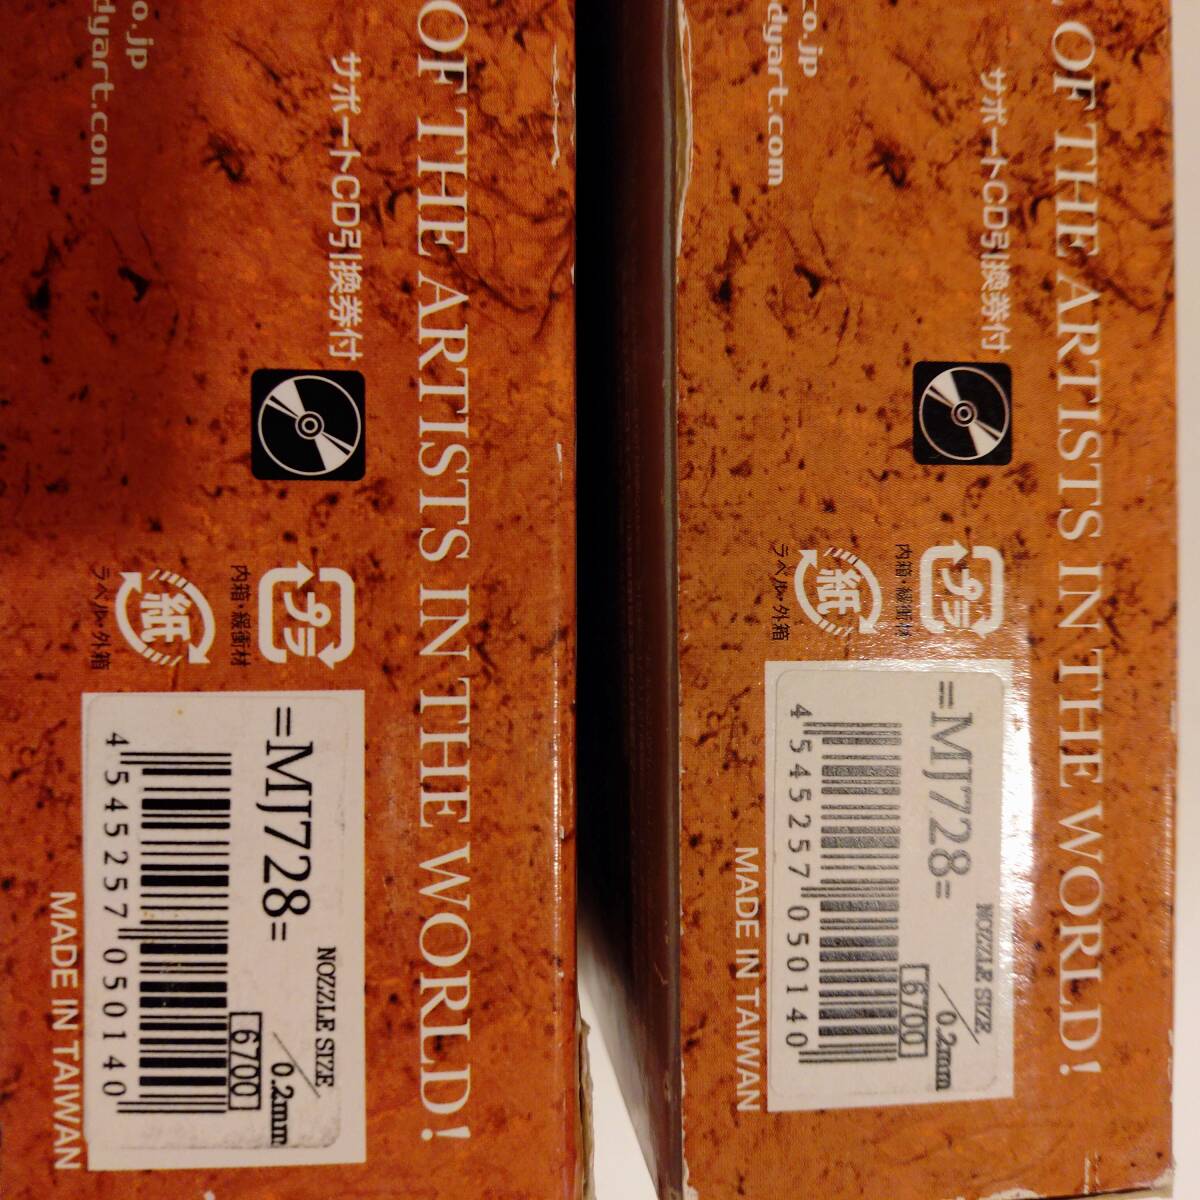 OF THE ARTISTS IN THE WORLD!
サポートCD引換券付
co.jp
dyart.com
プラ
内箱・緩衝材
紙
ラベル・外箱
=MJ728=
NOZZLE SIZE
0.2mm
6700
4 545257 050140
MADE IN TAIWAN
OF THE ARTISTS IN THE WORLD!
サポートCD引換券付
co.jp
dyart.com
プラ
内箱・緩衝材
紙
ラベル・外箱
=MJ728=
NOZZLE SIZE
0.2mm
6700
4 545257 050140
MADE IN TAIWAN